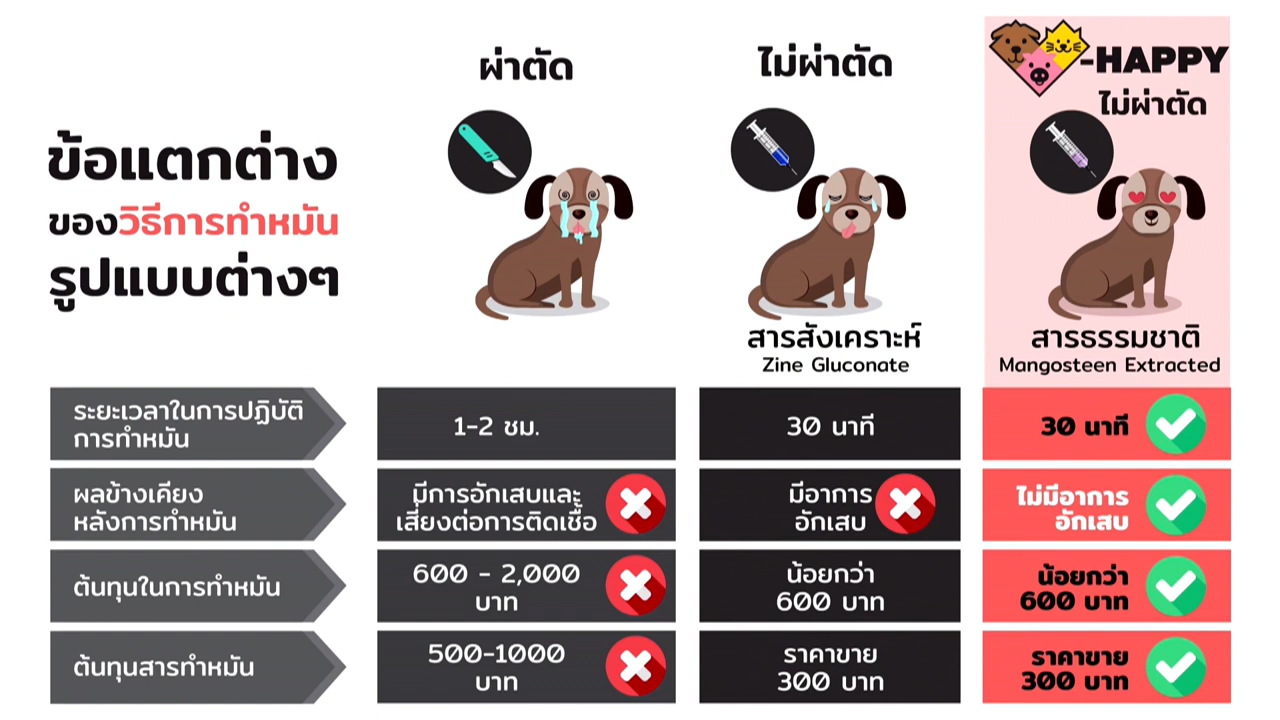 ข้อแตกต่าง
ของวิธีการทำหมัน
รูปแบบต่างๆ
ผ่าตัด
ไม่ผ่าตัด
สารสังเคราะห์
Zine Gluconate
-HAPPY
ไม่ผ่าตัด
สารธรรมชาติ
Mangosteen Extracted
ระยะเวลาในการปฏิบัติ
การทำหมัน
1-2 ชม.
30 นาที
30 นาที
ผลข้างเคียง
หลังการทำหมัน
มีการอักเสบและ
เสี่ยงต่อการติดเชื้อ
มีอาการ
อักเสบ
ไม่มีอาการ
อักเสบ
ต้นทุนในการทำหมัน
600 - 2,000
บาท
น้อยกว่า
600 บาท
น้อยกว่า
600 บาท
ต้นทุนสารทำหมัน
500-1000
บาท
ราคาขาย
300 บาท
ราคาขาย
300 บาท